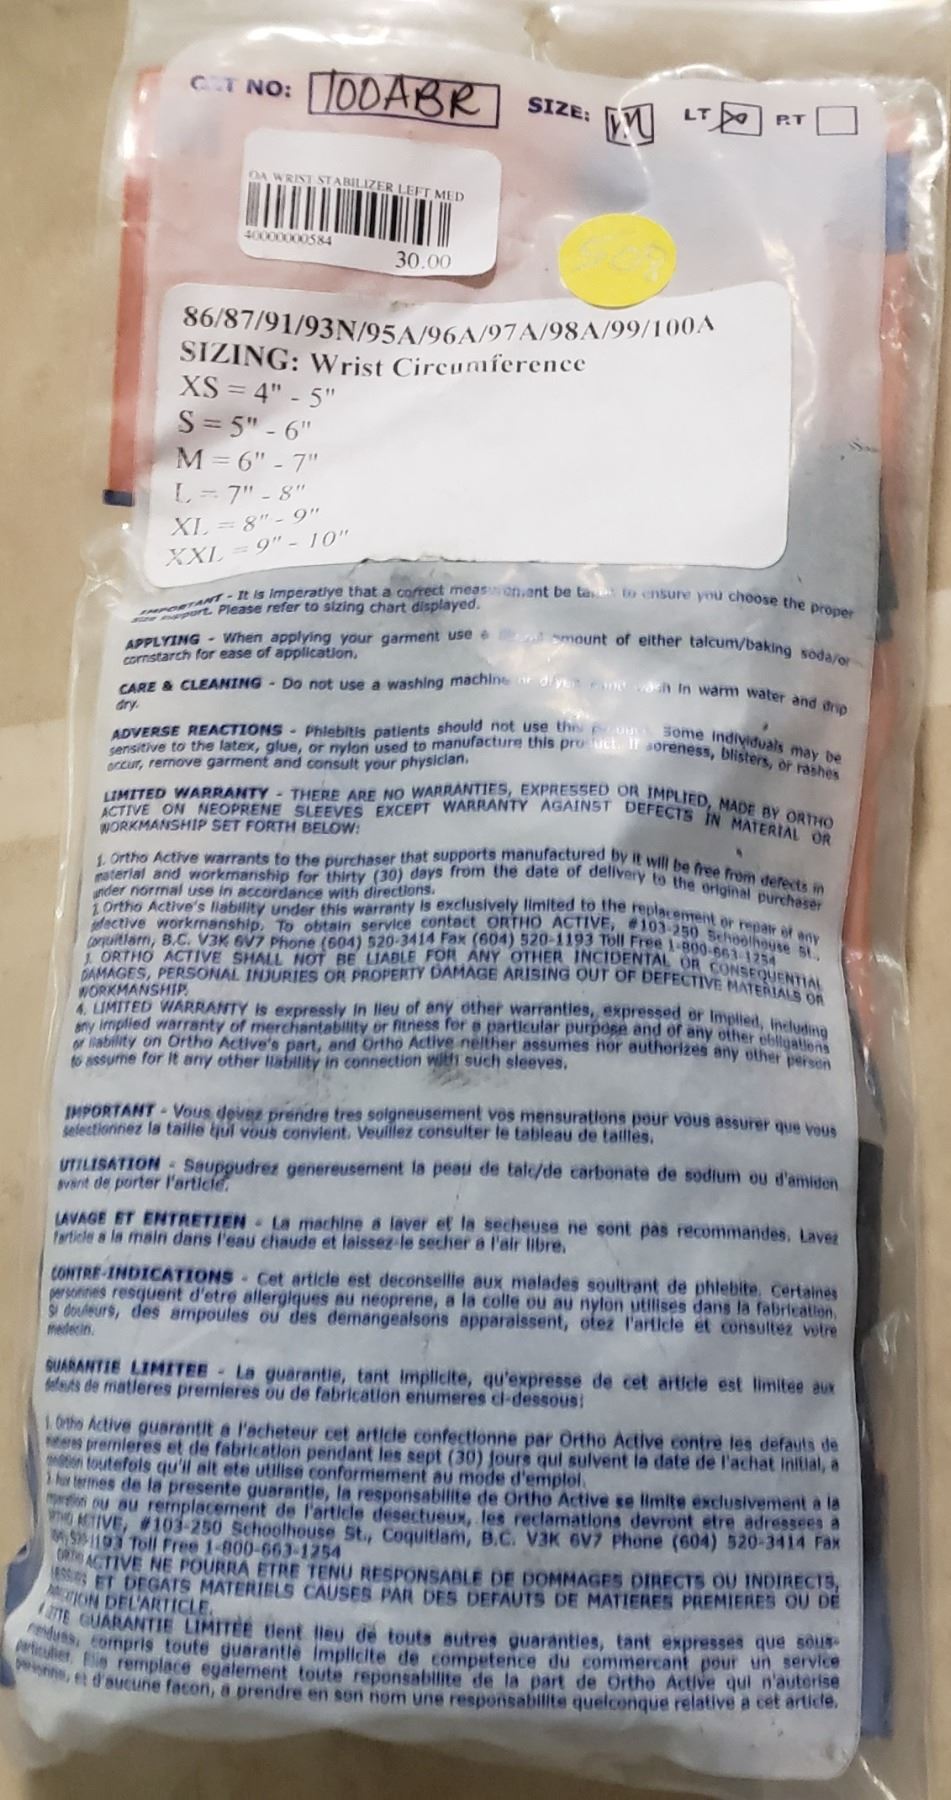 CAT NO: 100ABR SIZE: M LT RT
OA WRIST STABILIZER LEFT MED
40000000584
30.00
86/87/91/93N/95A/96A/97A/98A/99/100A
SIZING: Wrist Circumference
XS = 4" - 5"
S = 5" - 6"
M = 6" - 7"
L = 7" - 8"
XL = 8" - 9"
XXL = 9" - 10"
IMPORTANT - It is imperative that a correct measurement be taken to ensure you choose the proper
size support. Please refer to sizing chart displayed.
APPLYING - When applying your garment use a amount of either talcum/baking soda/or
cornstarch for ease of application.
CARE & CLEANING - Do not use a washing machine or dryer. Hand wash in warm water and drip
dry.
ADVERSE REACTIONS - Phlebitis patients should not use this product. Some individuals may be
sensitive to the latex, glue, or nylon used to manufacture this product. If soreness, blisters, or rashes
occur, remove garment and consult your physician.
LIMITED WARRANTY - THERE ARE NO WARRANTIES, EXPRESSED OR IMPLIED, MADE BY ORTHO
ACTIVE ON NEOPRENE SLEEVES EXCEPT WARRANTY AGAINST DEFECTS IN MATERIAL OR
WORKMANSHIP SET FORTH BELOW:
1. Ortho Active warrants to the purchaser that supports manufactured by it will be free from defects in
material and workmanship for thirty (30) days from the date of delivery to the original purchaser
under normal use in accordance with directions.
2. Ortho Active's liability under this warranty is exclusively limited to the replacement or repair of any
defective workmanship. To obtain service contact ORTHO ACTIVE, #103-250 Schoolhouse St.,
Coquitlam, B.C. V3K 6V7 Phone (604) 520-3414 Fax (604) 520-1193 Toll Free 1-800-663-1254
3. ORTHO ACTIVE SHALL NOT BE LIABLE FOR ANY OTHER INCIDENTAL OR CONSEQUENTIAL
DAMAGES, PERSONAL INJURIES OR PROPERTY DAMAGE ARISING OUT OF DEFECTIVE MATERIALS OR
WORKMANSHIP.
4. LIMITED WARRANTY is expressly in lieu of any other warranties, expressed or implied, including
any implied warranty of merchantability or fitness for a particular purpose and of any other obligations
or liability on Ortho Active's part, and Ortho Active neither assumes nor authorizes any other person
to assume for it any other liability in connection with such sleeves.
IMPORTANT - Vous devez prendre tres soigneusement vos mensurations pour vous assurer que vous
selectionnez la taille qui vous convient. Veuillez consulter le tableau de tailles.
UTILISATION - Saupoudrez genereusement la peau de talc/de carbonate de sodium ou d'amidon
avant de porter l'article.
LAVAGE ET ENTRETIEN - La machine a laver et la secheuse ne sont pas recommandes. Lavez
l'article a la main dans l'eau chaude et laissez-le secher a l'air libre.
CONTRE-INDICATIONS - Cet article est deconseille aux malades soultrant de phlebite. Certaines
personnes resquent d'etre allergiques au neoprene, a la colle ou au nylon utilises dans la fabrication.
Si douleurs, des ampoules ou des demangeaisons apparaissent, otez l'article et consultez votre
medecin.
GUARANTIE LIMITEE - La guarantie, tant implicite, qu'expresse de cet article est limitee aux
defauts de matieres premieres ou de fabrication enumeres ci-dessous:
1. Ortho Active guarantit a l'acheteur cet article confectionne par Ortho Active contre les defauts de
matieres premieres et de fabrication pendant les sept (30) jours qui suivent la date de l'achat initial, a
condition toutefois qu'il ait ete utilise conformement au mode d'emploi.
termes de la presente guarantie, la responsabilite de Ortho Active se limite exclusivement a la
reparation ou au remplacement de l'article desectueux, les reclamations devront etre adressees a
ORTHO ACTIVE, #103-250 Schoolhouse St., Coquitlam, B.C. V3K 6V7 Phone (604) 520-3414 Fax
1193 Toll Free 1-800-663-1254
ORTHO ACTIVE NE POURRA ETRE TENU RESPONSABLE DE DOMMAGES DIRECTS OU INDIRECTS,
ET DEGATS MATERIELS CAUSES PAR DES DEFAUTS DE MATIERES PREMIERES OU DE
DEL'ARTICLE.
GUARANTIE LIMITEE tient lieu de touts autres guaranties, tant expresses que sous-
compris toute guarantie implicite de competence du commercant pour un service
particulier. Elle remplace egalement toute reponsabilite de la part de Ortho Active qui n'autorise
personne, et d'aucune facon, a prendre en son nom une responsabilite quelconque relative a cet article.